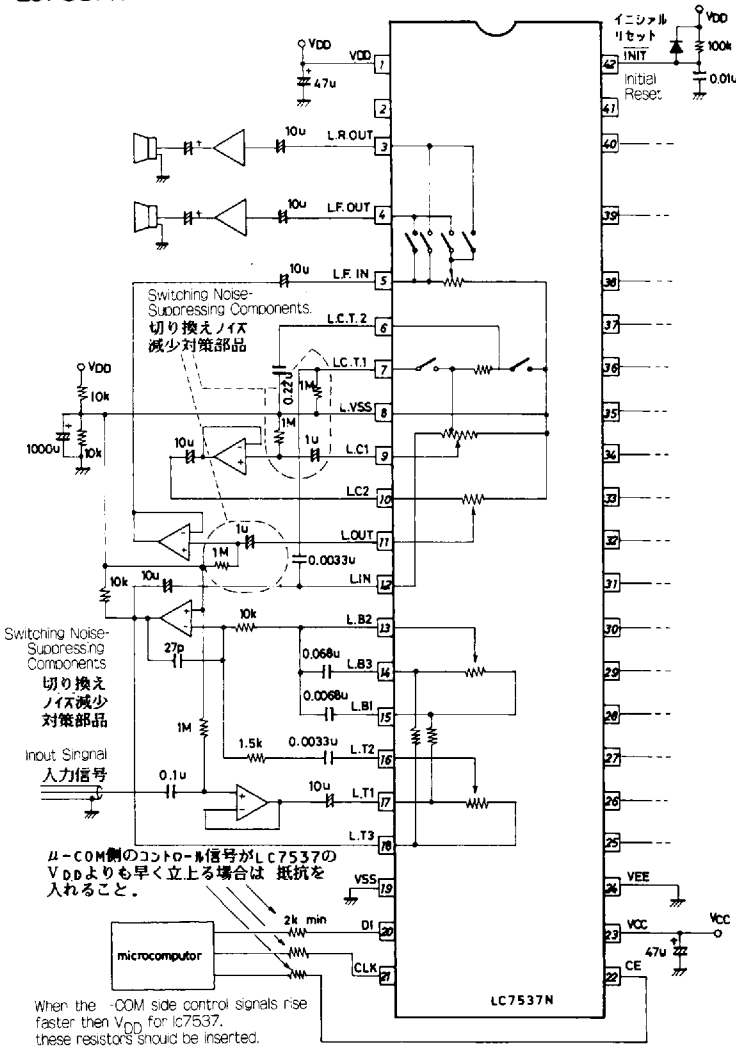 VDD
VDD
47u
1
2
L.R.OUT
10u
3
L.F.OUT
10u
4
L.F.IN
10u
5
Switching Noise-
Suppressing Components.
切り換えノイズ
減少対策部品
L.C.T.2
6
0.22u
L.C.T.1
7
1M
L.VSS
8
VDD
10k
1000u
10k
1M
1u
10u
L.C1
9
L.C2
10
L.OUT
11
1u
1M
0.0033u
L.IN
12
10k
10u
10k
L.B2
13
27p
0.068u
L.B3
14
0.0068u
L.B1
15
Switching Noise-
Suppressing
Components
切り換え
ノイズ減少
対策部品
1M
1.5k
0.0033u
L.T2
16
Input Singnal
入力信号
0.1u
10u
L.T1
17
L.T3
18
μ-COM側のコントロール信号がLC7537の
VDDよりも早く立上る場合は 抵抗を
入れること.
VSS
19
2k min
DI
20
CLK
21
microcomputor
When the -COM side control signals rise
faster then VDD for lc7537.
these resistors should be inserted.
イニシャル
リセット
INIT
Initial
Reset
VDD
100k
0.01u
42
41
40
39
38
37
36
35
34
33
32
31
30
29
28
27
26
25
VEE
24
VCC
23
VCC
47u
CE
22
LC7537N